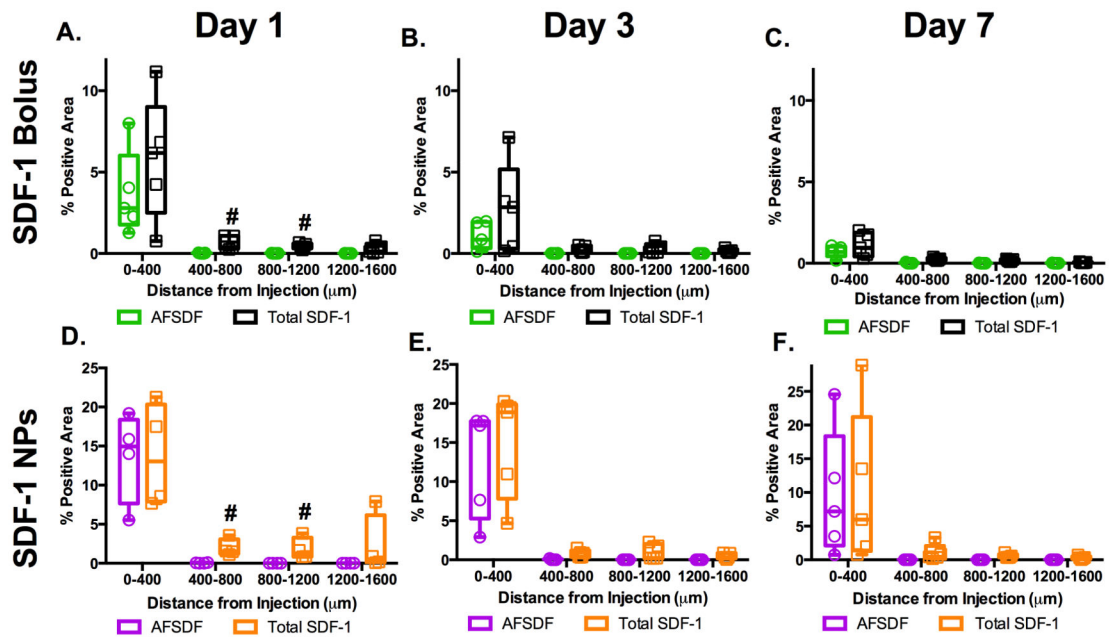 Day 1
Day 3
Day 7
SDF-1 Bolus
A.
% Positive Area
10
5
0
#
#
0-400
400-800
800-1200
1200-1600
Distance from Injection (μm)
AFSDF
Total SDF-1
B.
% Positive Area
10
5
0
0-400
400-800
800-1200
1200-1600
Distance from Injection (μm)
AFSDF
Total SDF-1
C.
% Positive Area
10
5
0
0-400
400-800
800-1200
1200-1600
Distance from Injection (μm)
AFSDF
Total SDF-1
SDF-1 NPs
D.
% Positive Area
25
20
15
10
5
0
#
#
0-400
400-800
800-1200
1200-1600
Distance from Injection (μm)
AFSDF
Total SDF-1
E.
% Positive Area
25
20
15
10
5
0
0-400
400-800
800-1200
1200-1600
Distance from Injection (μm)
AFSDF
Total SDF-1
F.
% Positive Area
25
20
15
10
5
0
0-400
400-800
800-1200
1200-1600
Distance from Injection (μm)
AFSDF
Total SDF-1